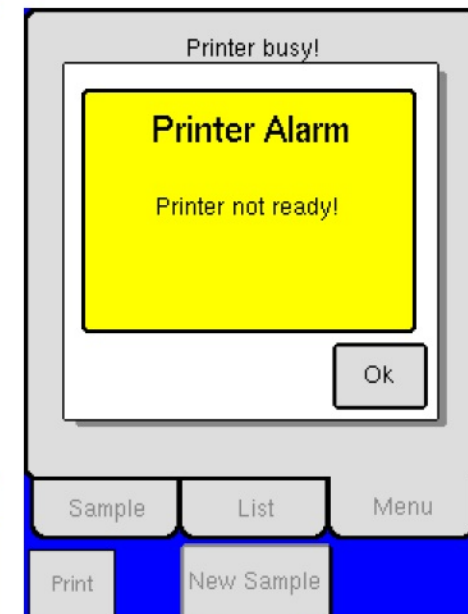 Printer busy!
Printer Alarm
Printer not ready!
Ok
Sample List Menu
Print New Sample